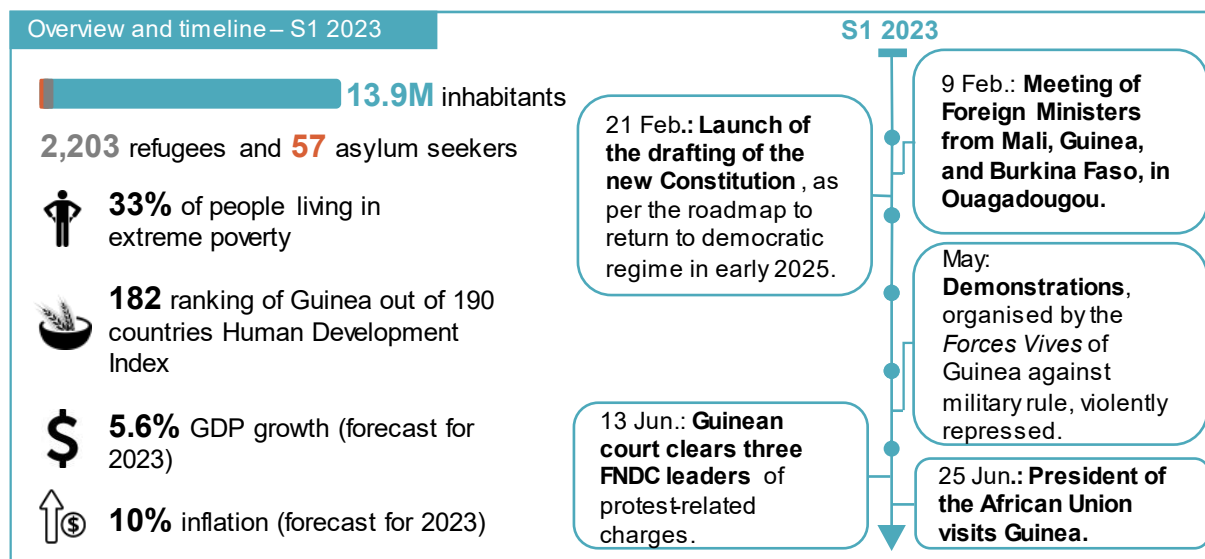 Overview and timeline – S1 2023
13.9M inhabitants
2,203 refugees and 57 asylum seekers
33% of people living in
extreme poverty
182 ranking of Guinea out of 190
countries Human Development
Index
5.6% GDP growth (forecast for
2023)
10% inflation (forecast for 2023)
S1 2023
9 Feb.: Meeting of
Foreign Ministers
from Mali, Guinea,
and Burkina Faso, in
Ouagadougou.
21 Feb.: Launch of
the drafting of the
new Constitution , as
per the roadmap to
return to democratic
regime in early 2025.
May:
Demonstrations,
organised by the
Forces Vives of
Guinea against
military rule, violently
repressed.
13 Jun.: Guinean
court clears three
FNDC leaders of
protest-related
charges.
25 Jun.: President of
the African Union
visits Guinea.